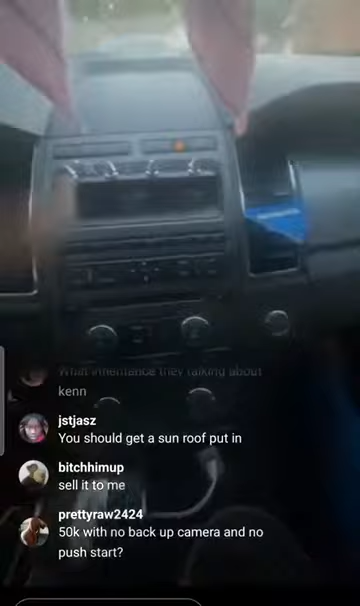 What inheritance they talking about
kenn
jstjasz
You should get a sun roof put in
bitchhimup
sell it to me
prettyraw2424
50k with no back up camera and no
push start?